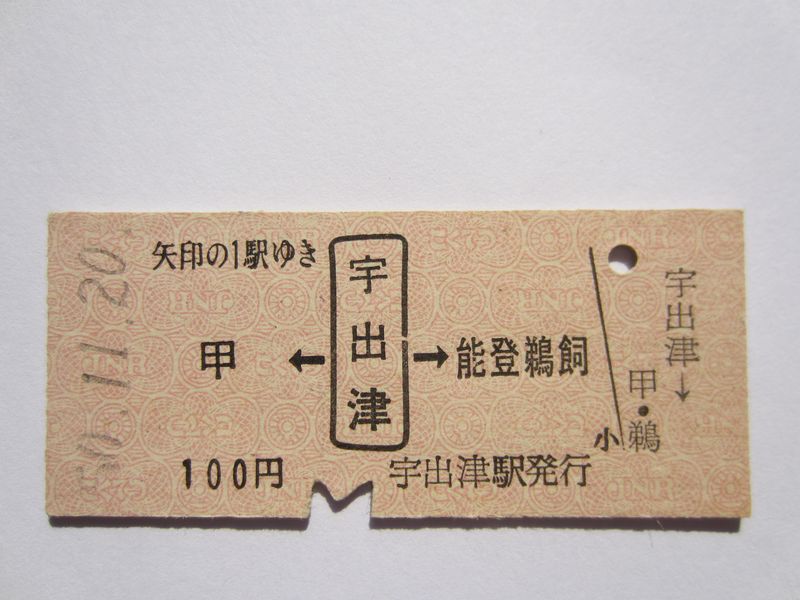 50.11.20.
矢印の1駅ゆき
甲 ← 宇出津 → 能登鵜飼
100円
宇出津駅発行
宇出津→
甲・鵜
小